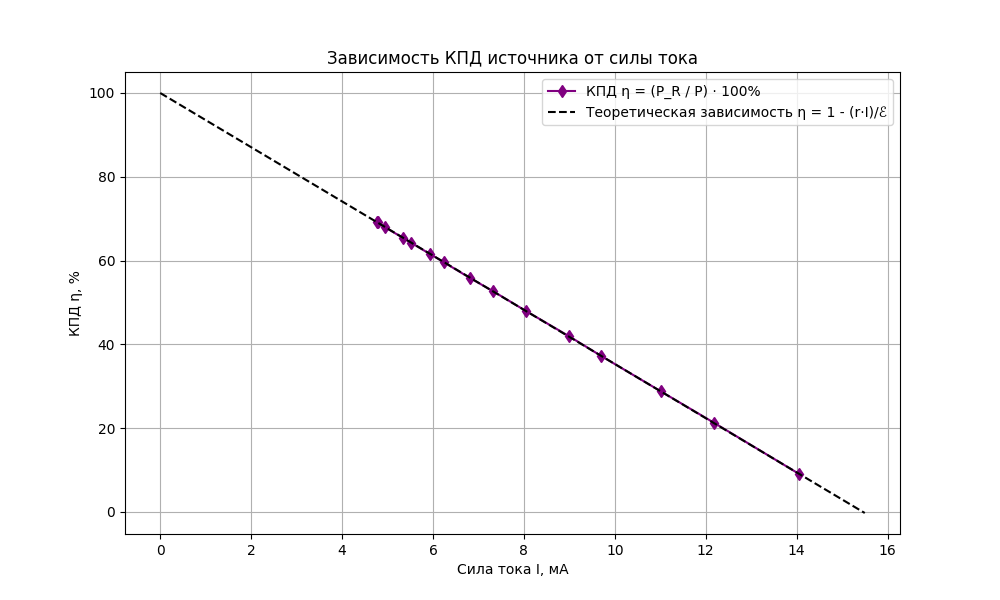 Зависимость КПД источника от силы тока
КПД η = (P_R / P) · 100%
Теоретическая зависимость η = 1 - (r·I)/ℰ
КПД η, %
100
80
60
40
20
0
0 2 4 6 8 10 12 14 16
Сила тока I, мА